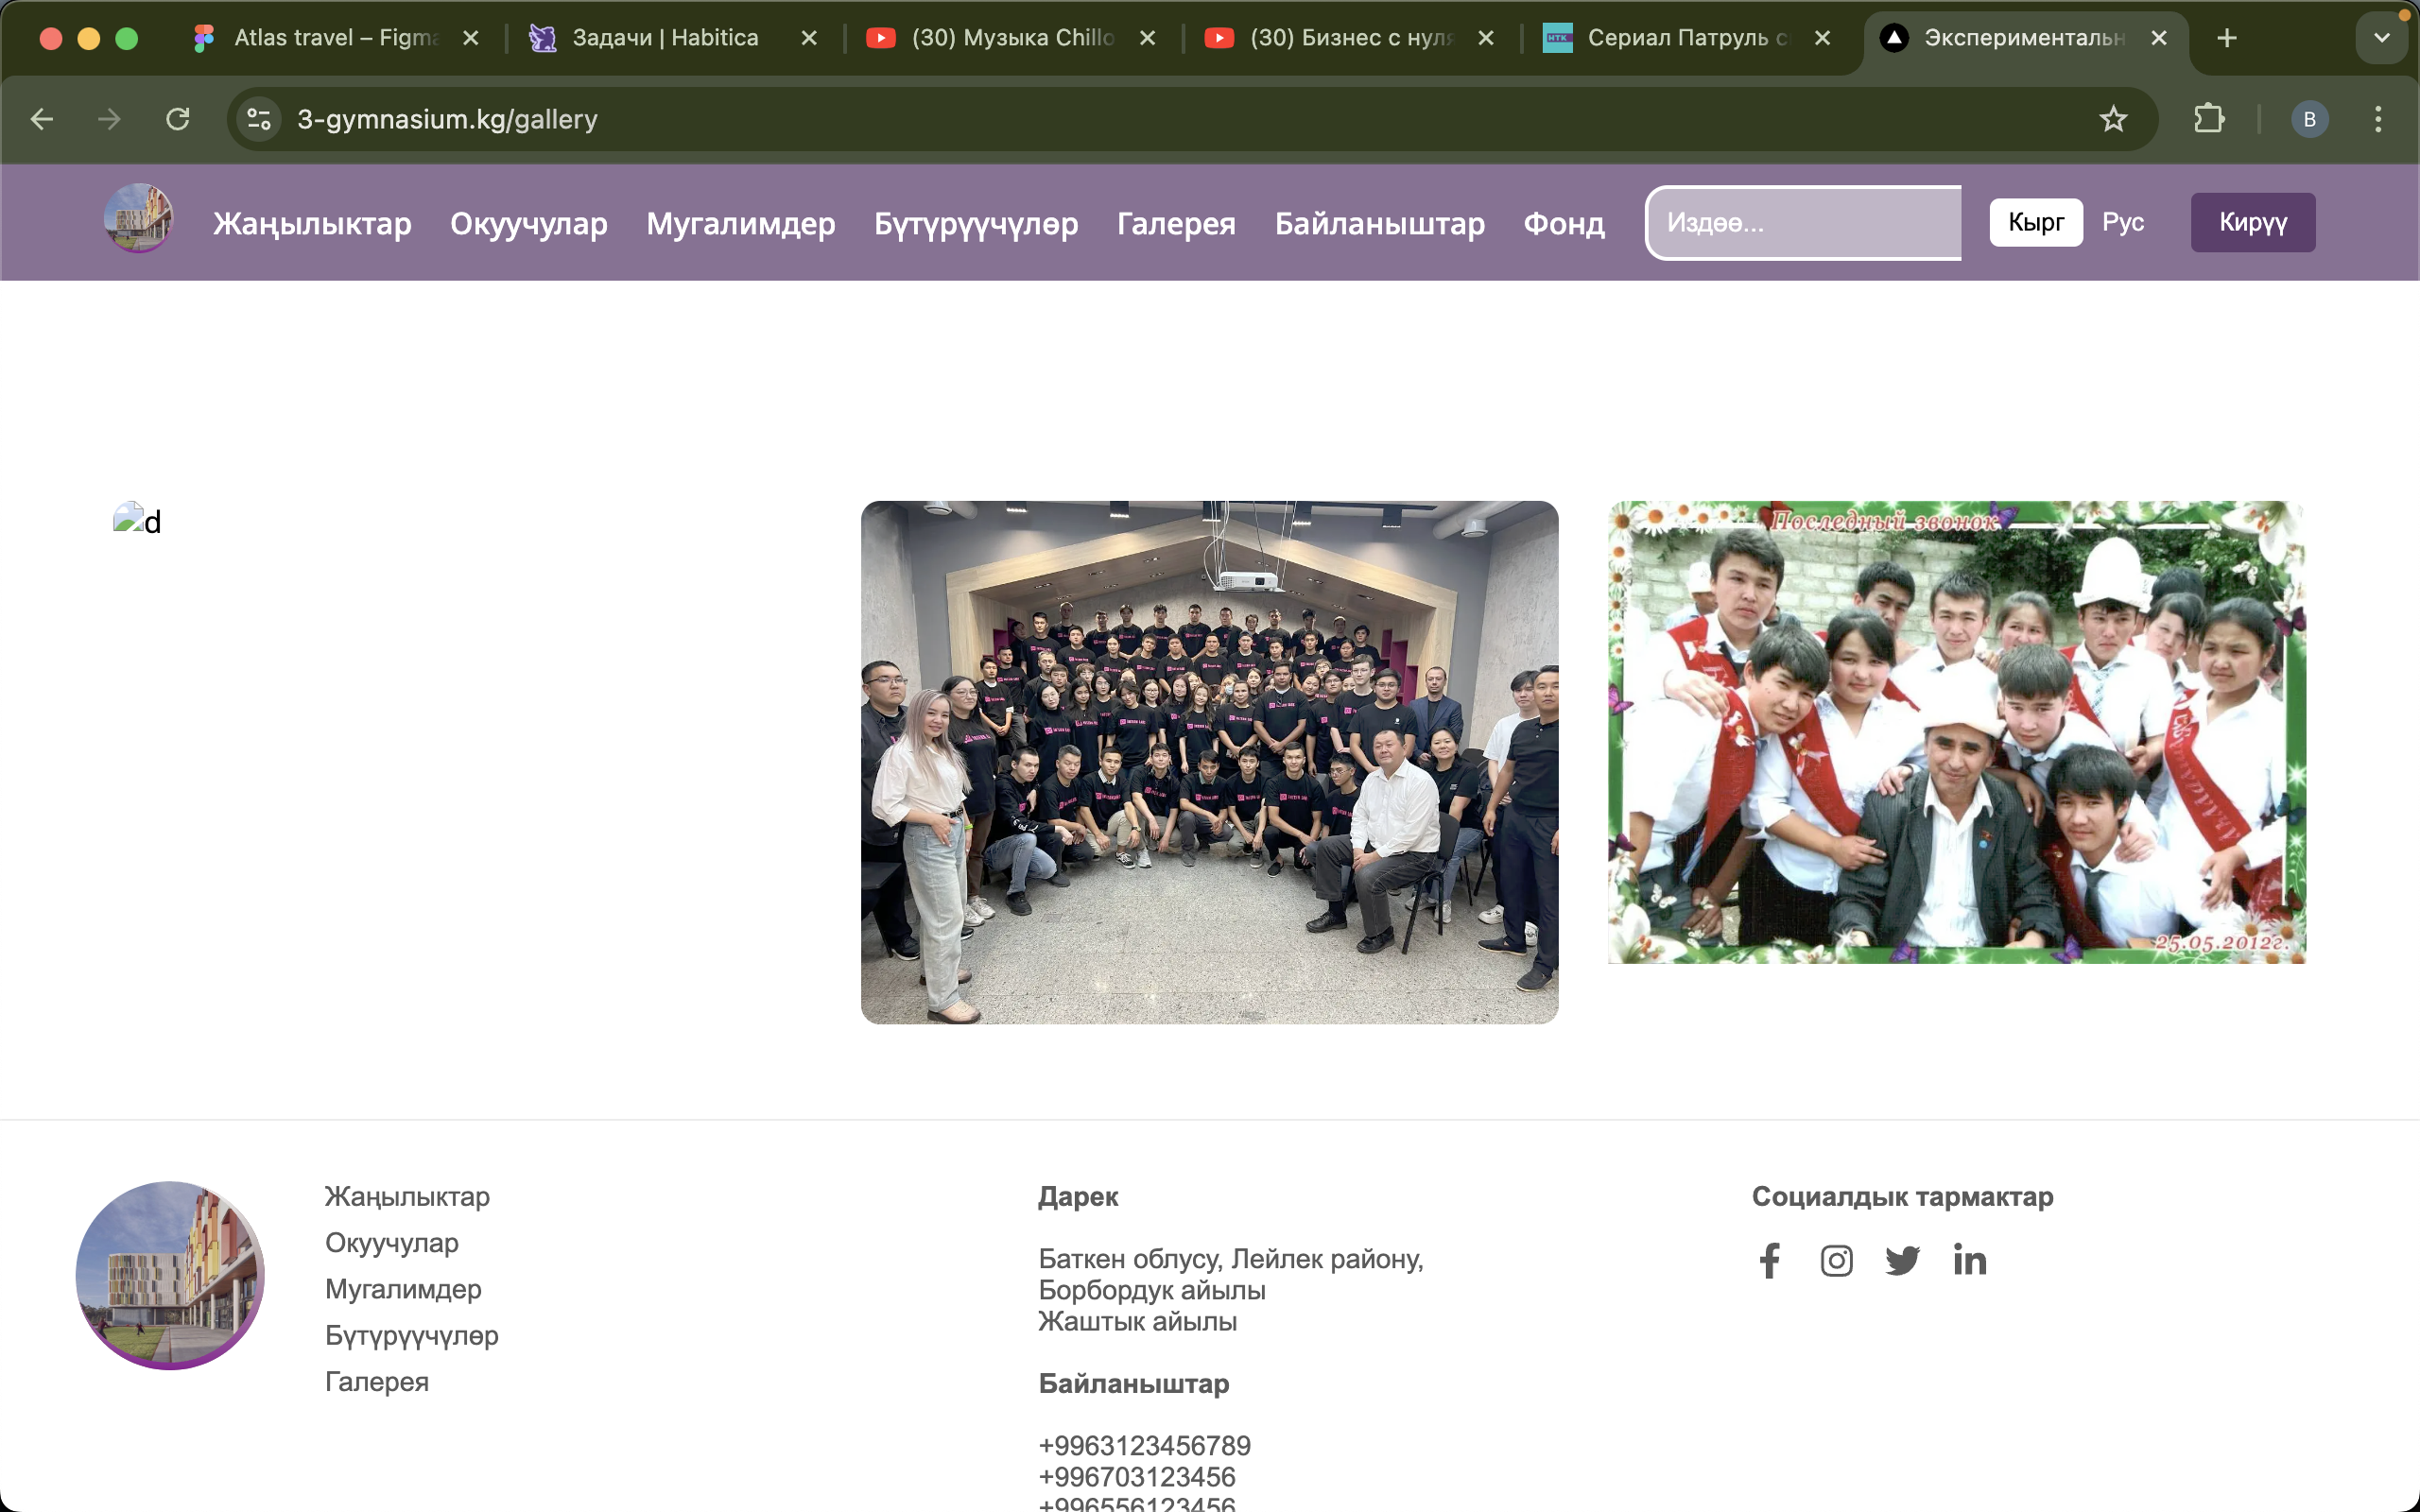 Atlas travel – Figma
Задачи | Habitica
(30) Музыка Chillo
(30) Бизнес с нуля
Сериал Патруль с
Экспериментальн
3-gymnasium.kg/gallery
B
Жаңылыктар
Окуучулар
Мугалимдер
Бүтүрүүчүлөр
Галерея
Байланыштар
Фонд
Издөө...
Кырг
Рус
Кирүү
d
Последный звонок
25.05.2012г.
Жаңылыктар
Окуучулар
Мугалимдер
Бүтүрүүчүлөр
Галерея
Дарек
Баткен облусу, Лейлек району,
Борбордук айылы
Жаштык айылы
Байланыштар
+9963123456789
+996703123456
+996556123456
Социалдык тармактар